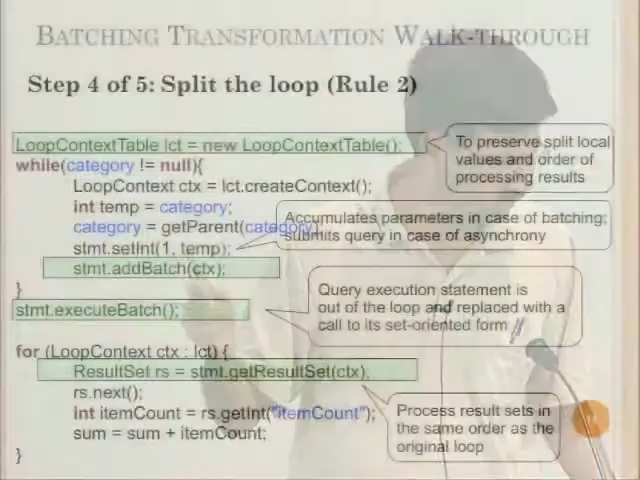 BATCHING TRANSFORMATION WALK-THROUGH
Step 4 of 5: Split the loop (Rule 2)
LoopContextTable lct = new LoopContextTable();
while(category != null){
LoopContext ctx = lct.createContext();
int temp = category;
category = getParent(category);
stmt.setInt(1, temp);
stmt.addBatch(ctx);
}
stmt.executeBatch();
for (LoopContext ctx : lct) {
ResultSet rs = stmt.getResultSet(ctx);
rs.next();
int itemCount = rs.getInt("itemCount");
sum = sum + itemCount;
}
To preserve split local
values and order of
processing results
Accumulates parameters in case of batching;
submits query in case of asynchrony
Query execution statement is
out of the loop and replaced with a
call to its set-oriented form
Process result sets in
the same order as the
original loop